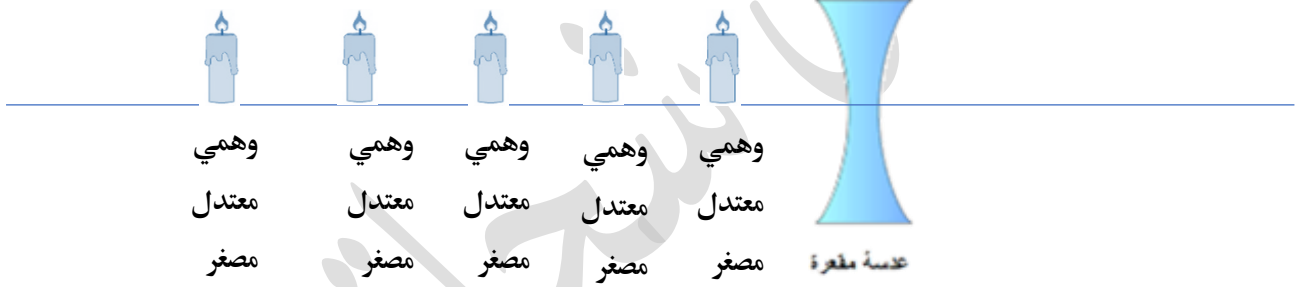 وهمي وهمي وهمي وهمي وهمي
معتدل معتدل معتدل معتدل معتدل
مصغر مصغر مصغر مصغر مصغر
عدسة مقعرة